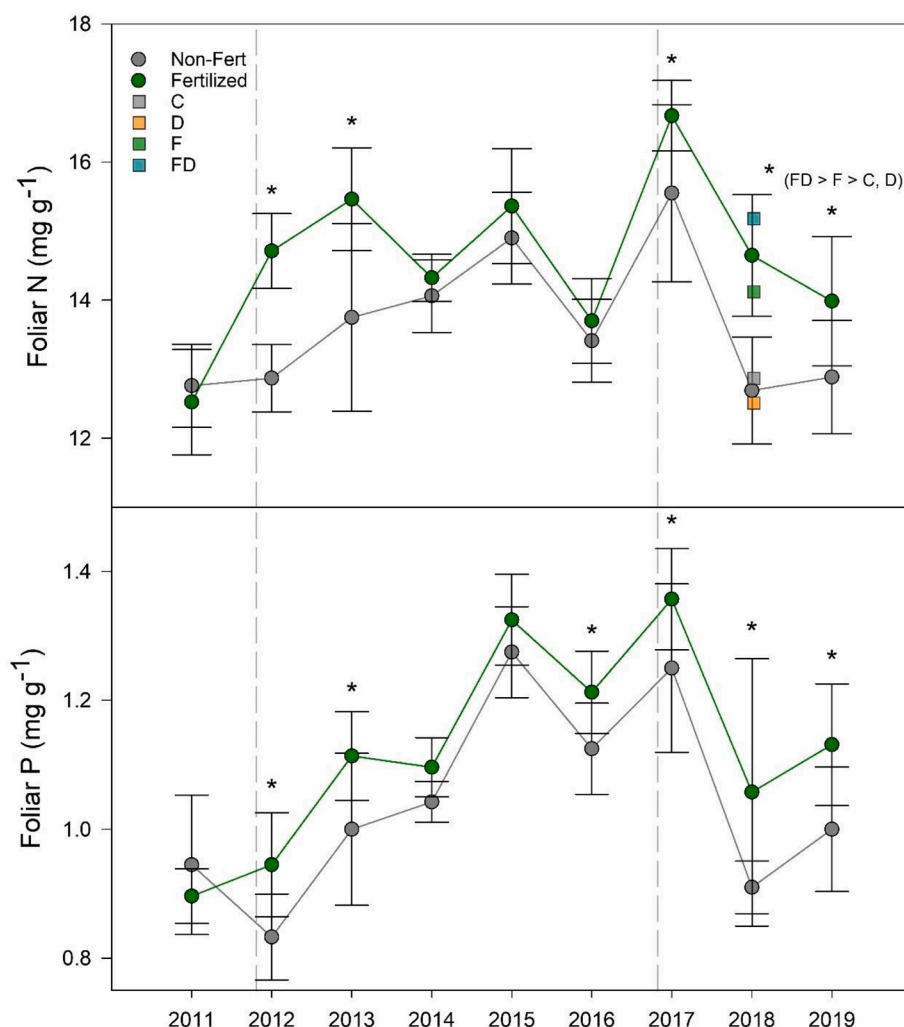 18
16
14
12
Foliar N (mg g⁻¹)
Non-Fert
Fertilized
C
D
F
FD
*
*
*
*
(FD > F > C, D)
*
1.4
1.2
1.0
0.8
Foliar P (mg g⁻¹)
*
*
*
*
*
*
2011 2012 2013 2014 2015 2016 2017 2018 2019